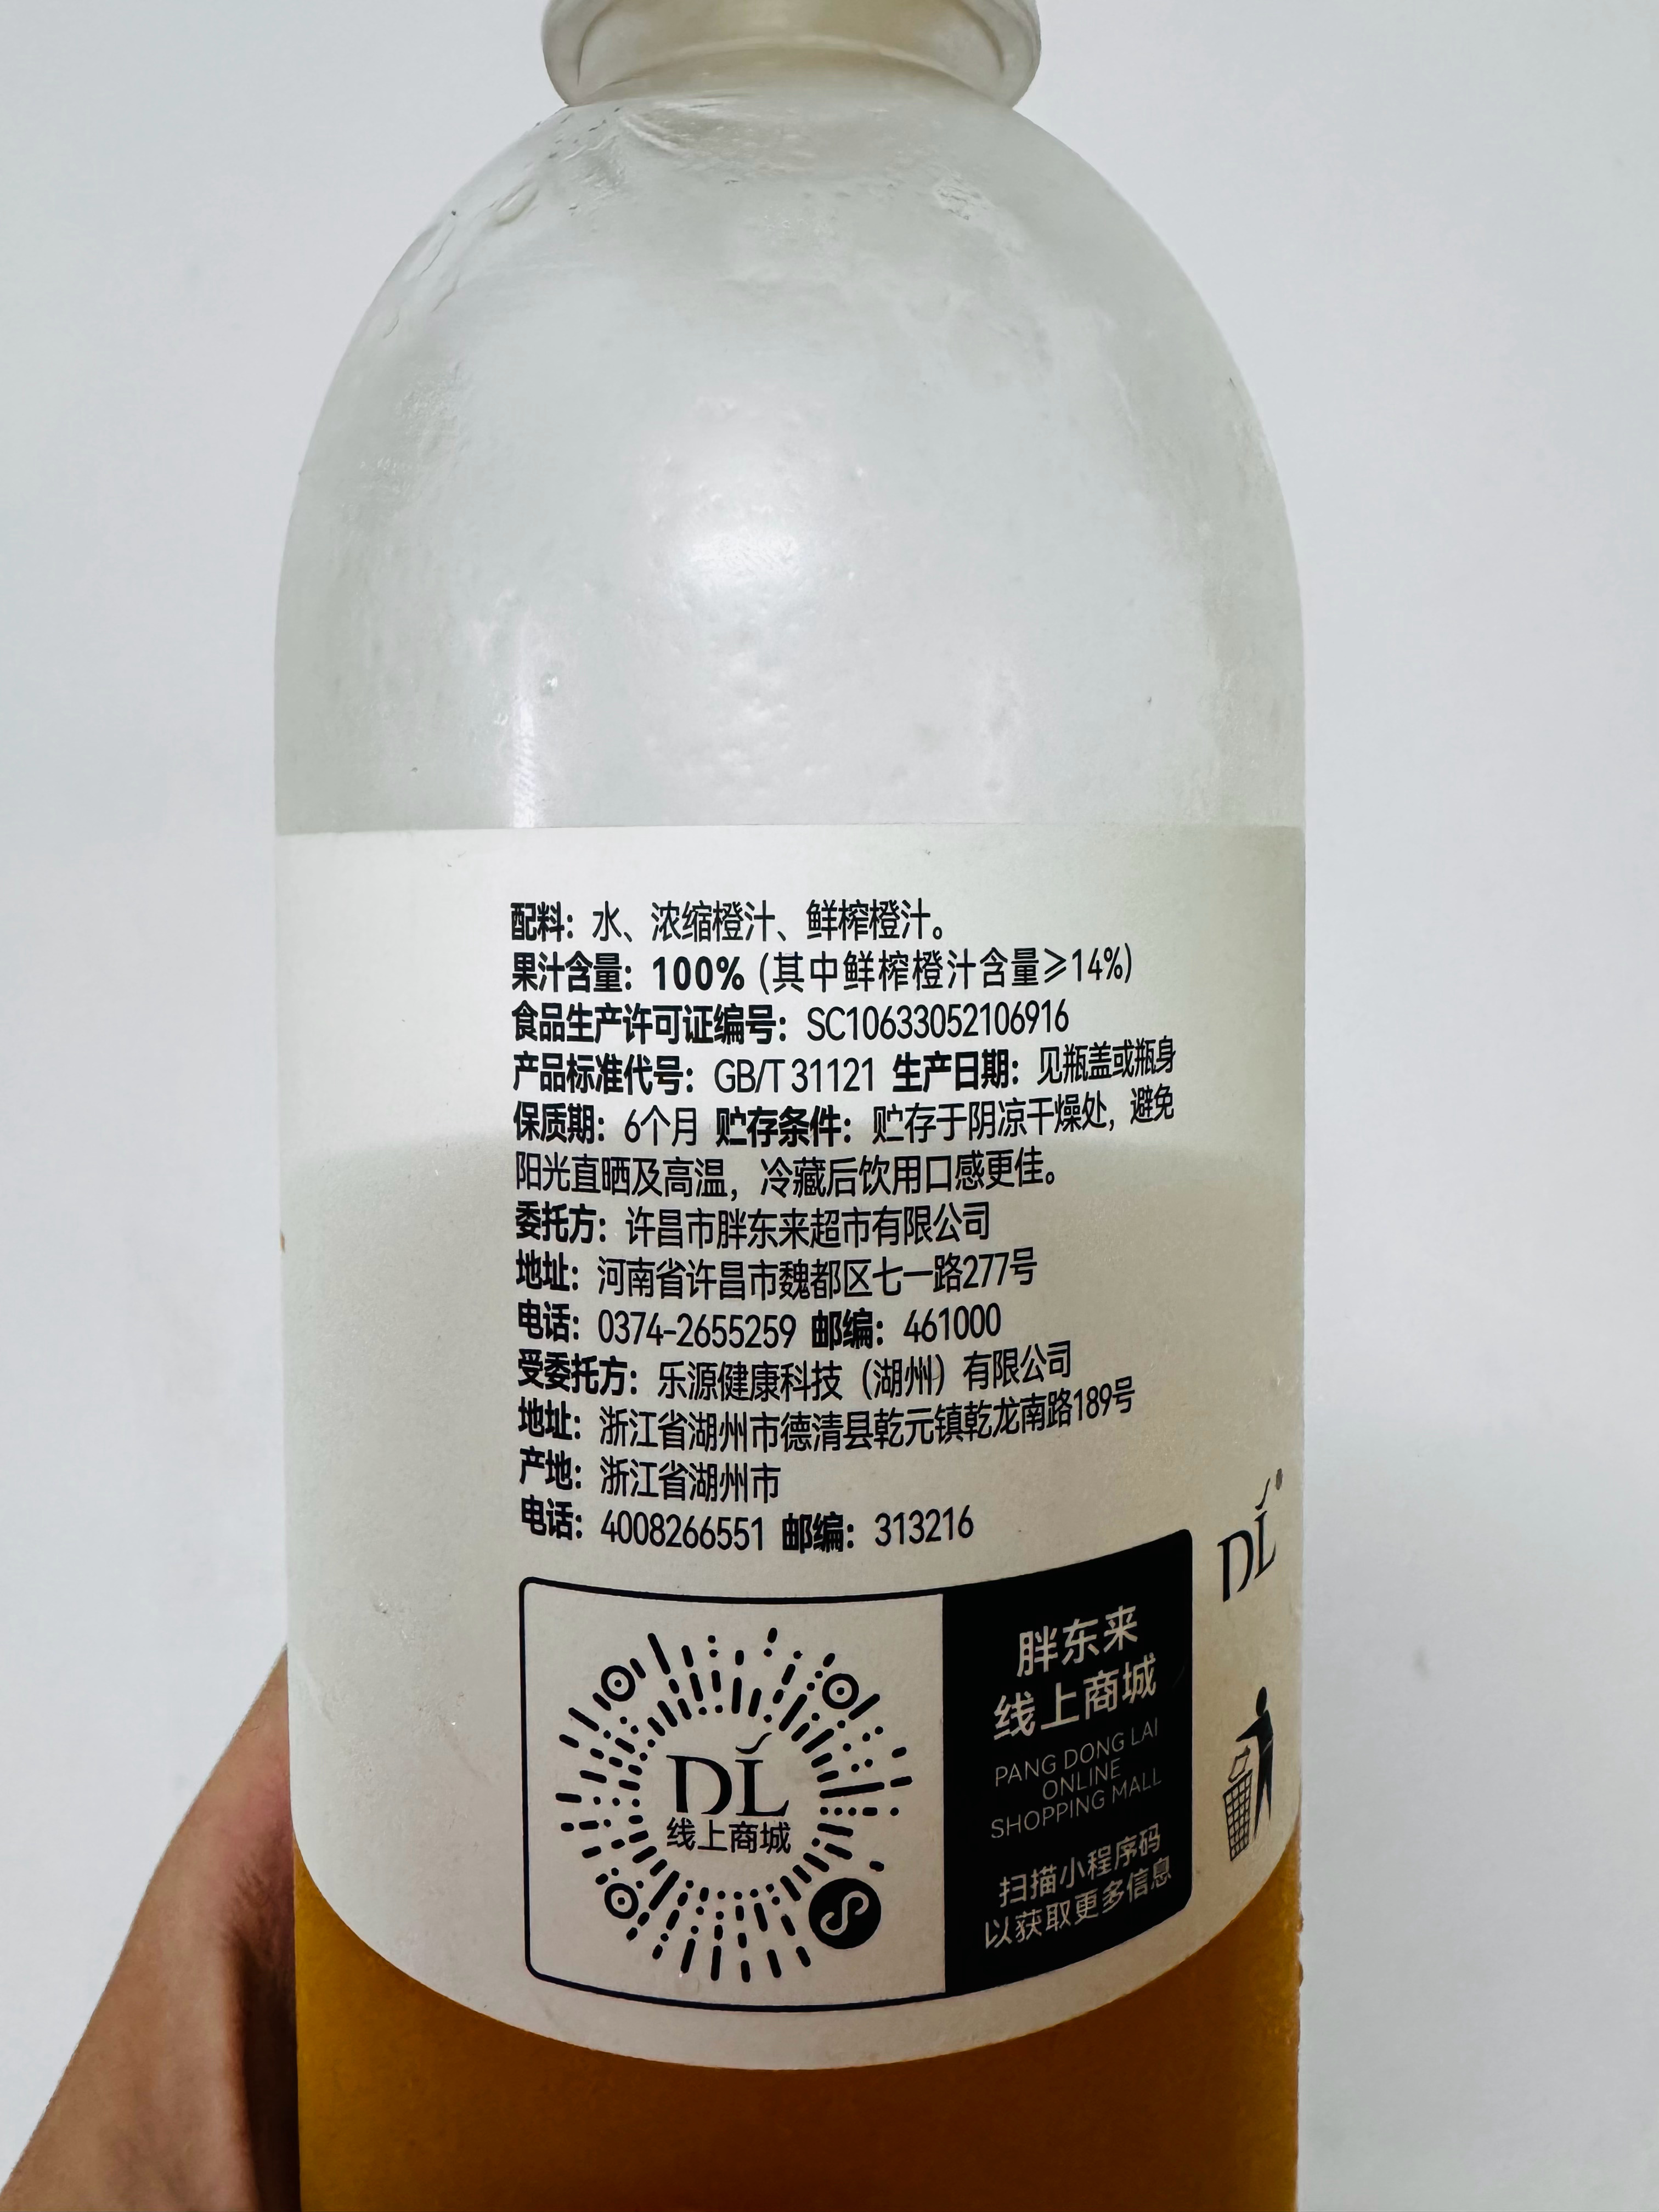 配料：水、浓缩橙汁、鲜榨橙汁。
果汁含量：100%（其中鲜榨橙汁含量≥14%）
食品生产许可证编号：SC10633052106916
产品标准代号：GB/T 31121 生产日期：见瓶盖或瓶身
保质期：6个月 贮存条件：贮存于阴凉干燥处，避免
阳光直晒及高温，冷藏后饮用口感更佳。
委托方：许昌市胖东来超市有限公司
地址：河南省许昌市魏都区七一路277号
电话：0374-2655259 邮编：461000
受委托方：乐源健康科技（湖州）有限公司
地址：浙江省湖州市德清县乾元镇乾龙南路189号
产地：浙江省湖州市
电话：4008266551 邮编：313216
DL
线上商城
胖东来
线上商城
PANG DONG LAI
ONLINE
SHOPPING MALL
扫描小程序码
以获取更多信息
DL